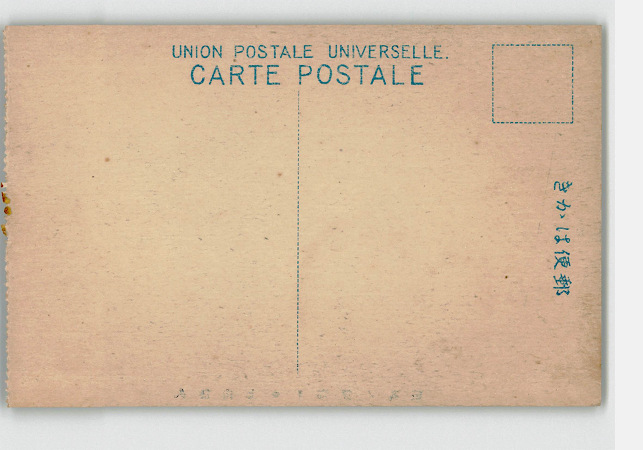 UNION POSTALE UNIVERSELLE.
CARTE POSTALE
郵便はかき